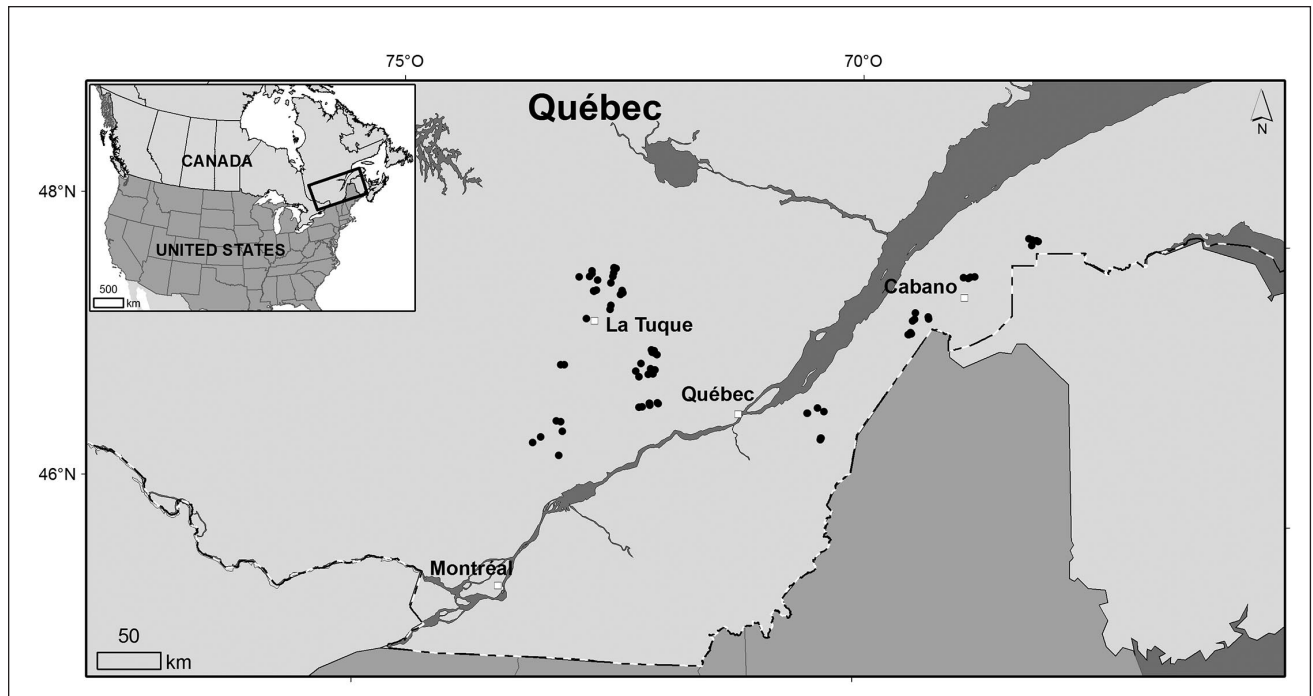 75°O
70°O
Québec
N
CANADA
48°N
UNITED STATES
500
km
Cabano
La Tuque
Québec
46°N
Montréal
50
km